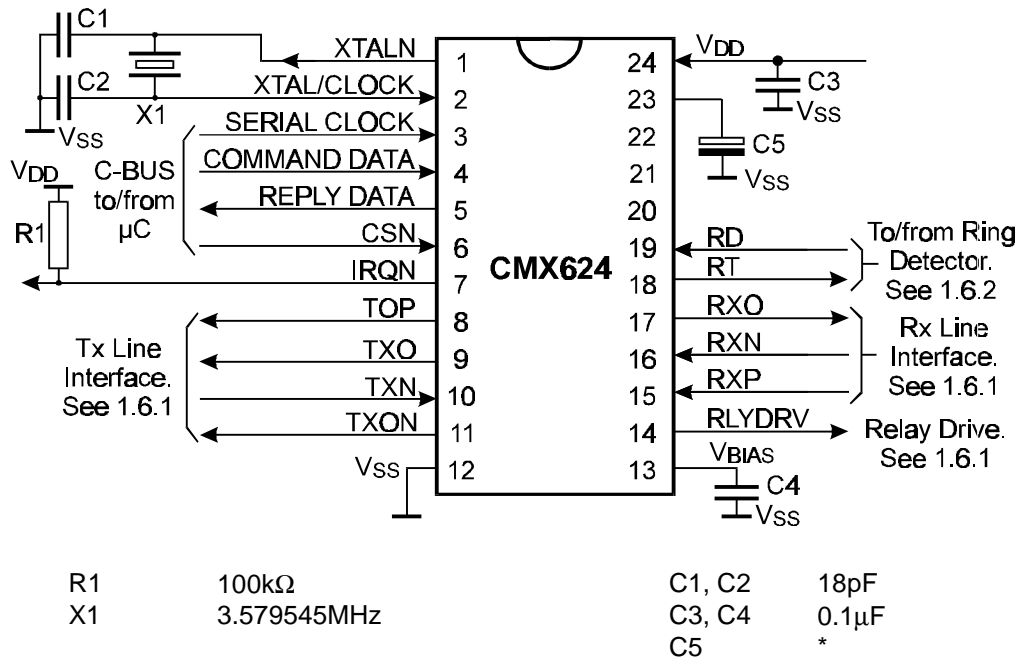 C1
C2
X1
VSS
XTALN
XTAL/CLOCK
SERIAL CLOCK
COMMAND DATA
REPLY DATA
CSN
IRQN
TOP
TXO
TXN
TXON
VSS
C-BUS
to/from
µC
VDD
R1
Tx Line
Interface.
See 1.6.1
1
2
3
4
5
6
7
8
9
10
11
12
CMX624
24
23
22
21
20
19
18
17
16
15
14
13
VDD
C3
VSS
C5
VSS
RD
RT
RXO
RXN
RXP
RLYDRV
VBIAS
C4
VSS
To/from Ring
Detector.
See 1.6.2
Rx Line
Interface.
See 1.6.1
Relay Drive.
See 1.6.1
R1 100kΩ
X1 3.579545MHz
C1, C2 18pF
C3, C4 0.1µF
C5 *